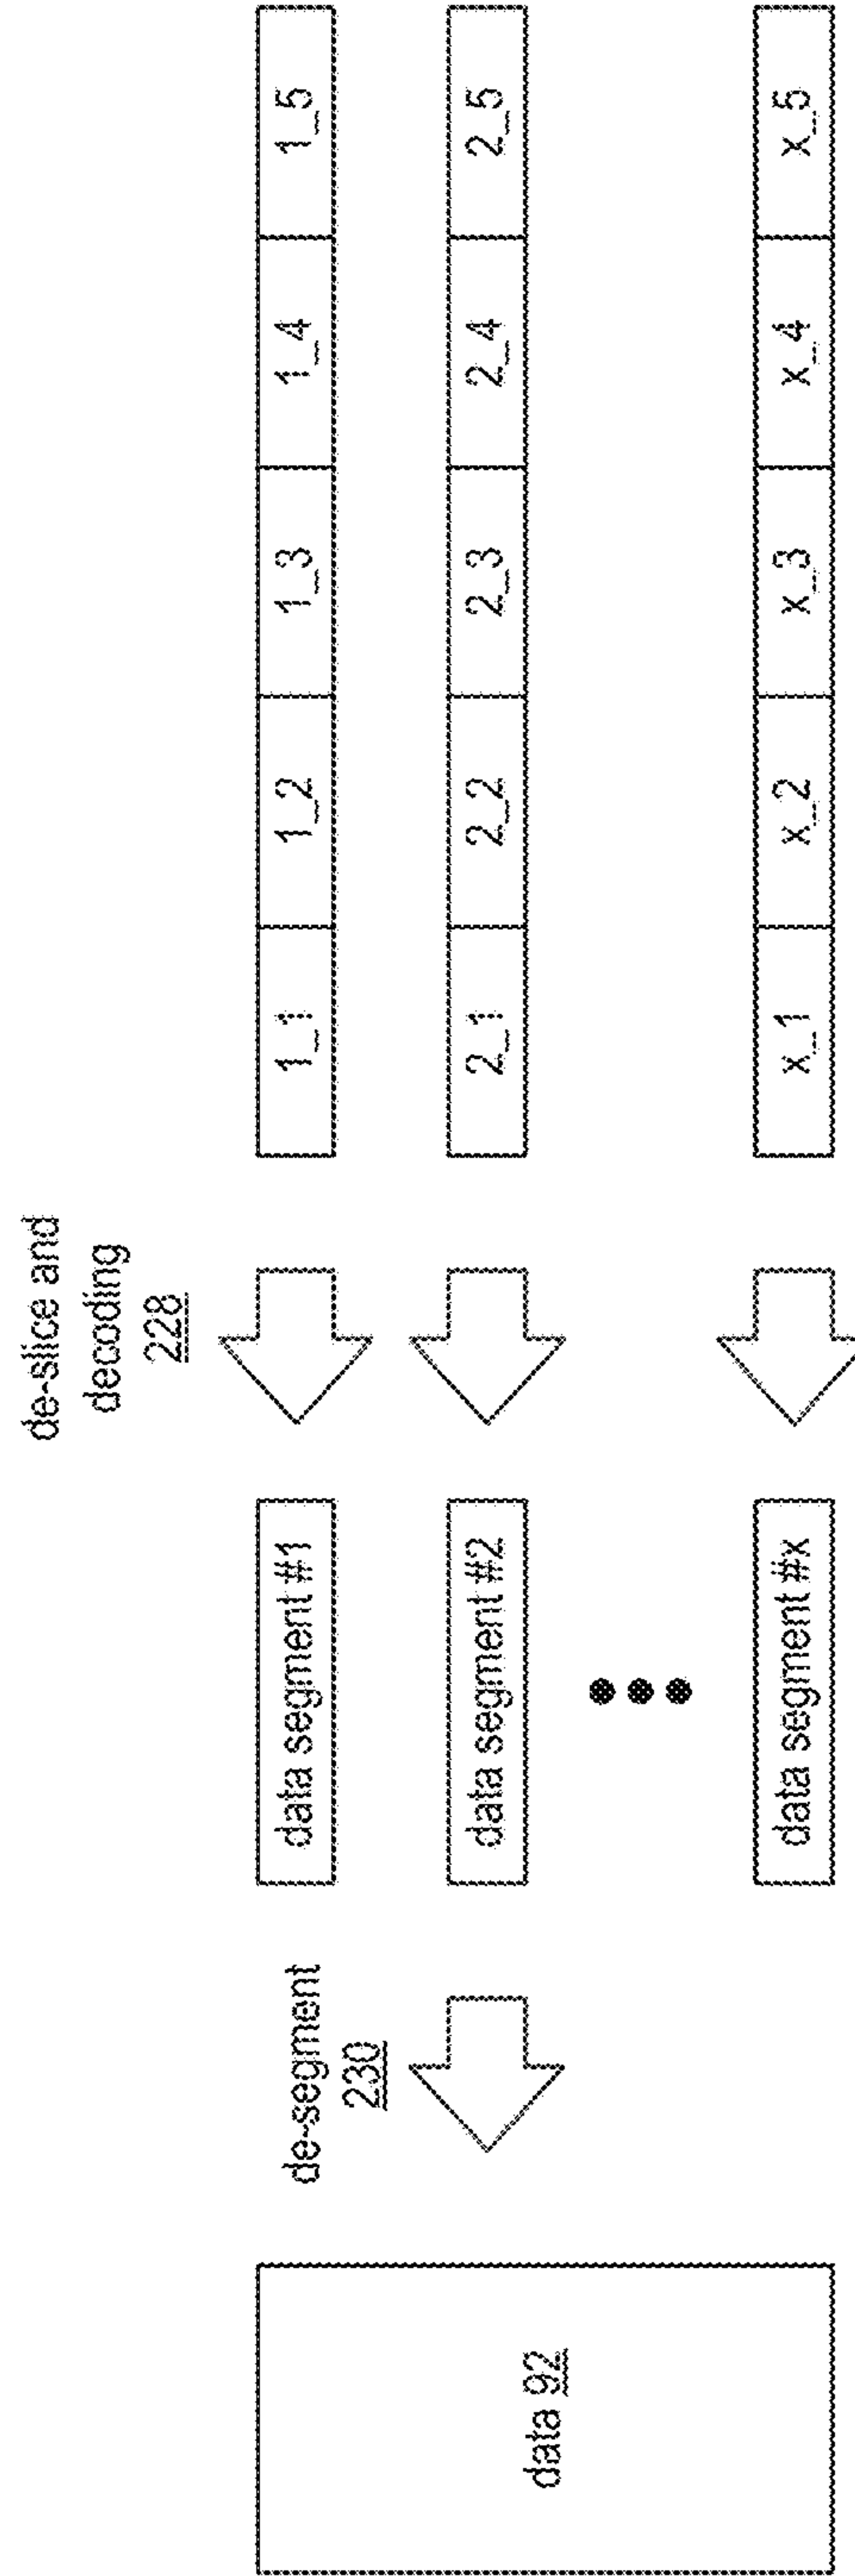 de-slice and
decoding
228
de-segment
230
data 92
data segment #1
1_1 1_2 1_3 1_4 1_5
data segment #2
2_1 2_2 2_3 2_4 2_5
data segment #x
x_1 x_2 x_3 x_4 x_5